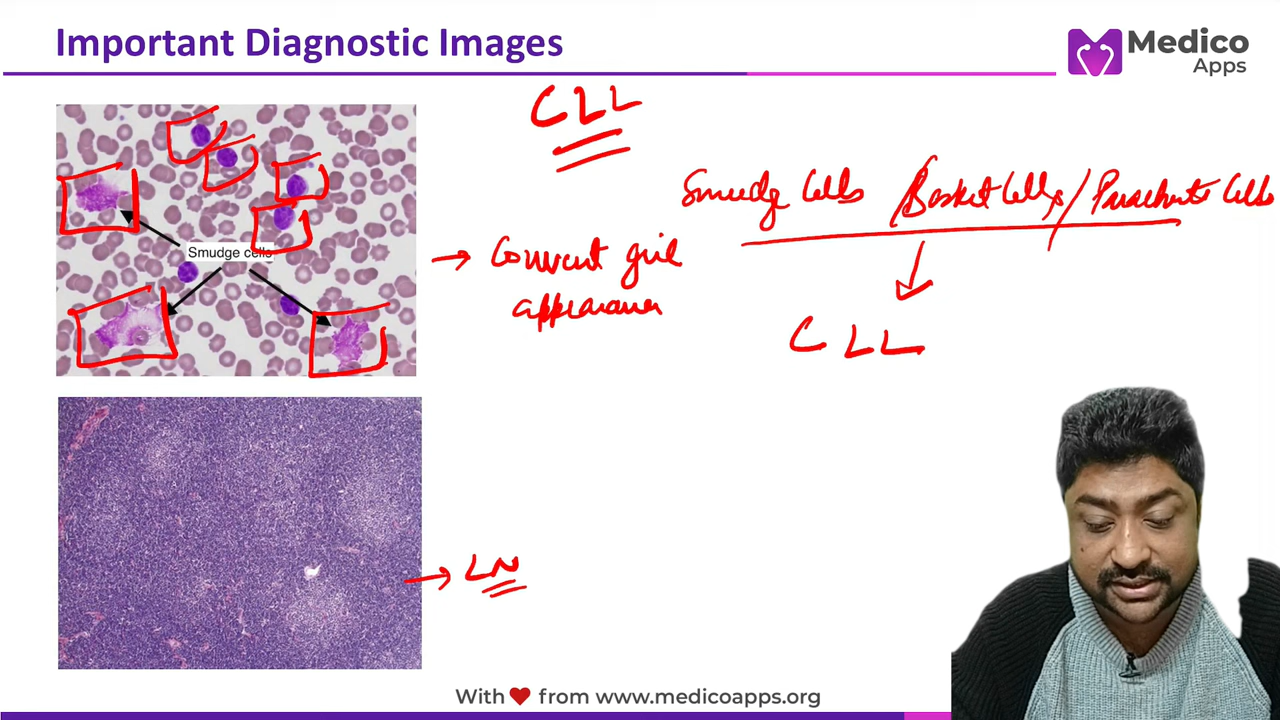 Important Diagnostic Images
Medico
Apps
CLL
Smudge Cells Basket Cells / Parachute Cells
Smudge cells
→ Convent girl
appearance
CLL
→ LN
With ❤ from www.medicoapps.org